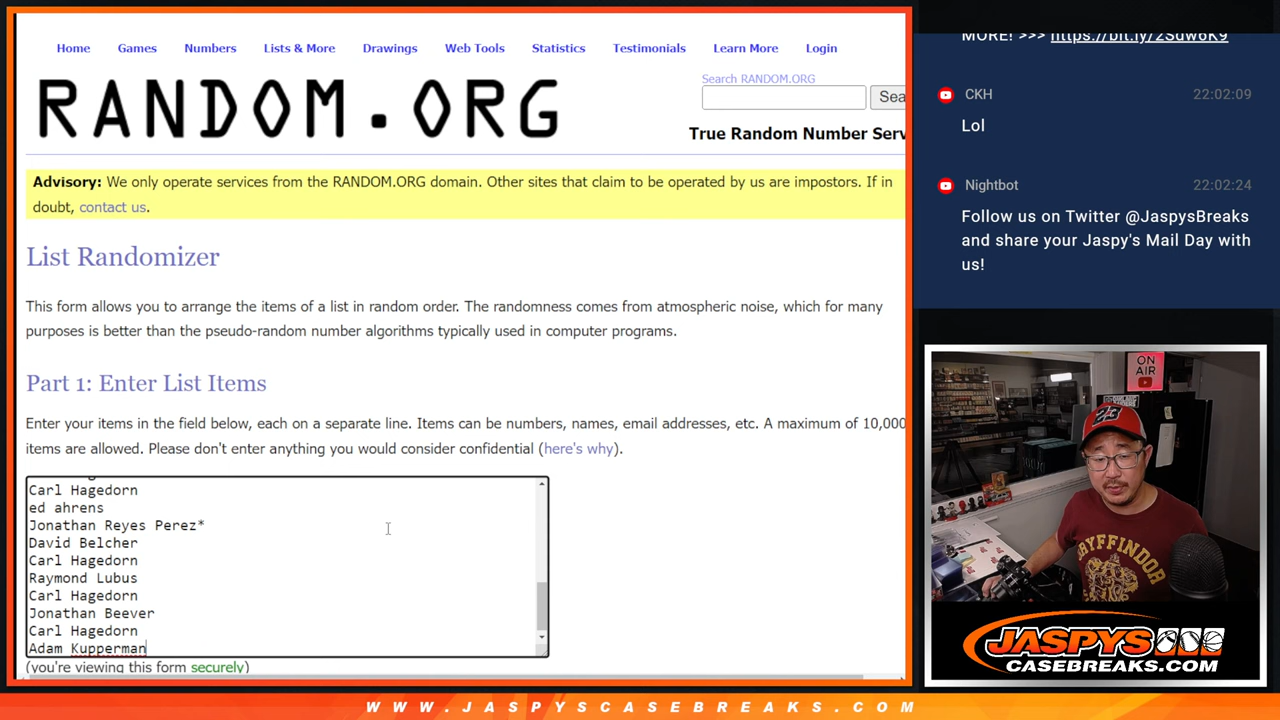 Home Games Numbers Lists & More Drawings Web Tools Statistics Testimonials Learn More Login
RANDOM.ORG
Search RANDOM.ORG
Sea
True Random Number Serv
Advisory: We only operate services from the RANDOM.ORG domain. Other sites that claim to be operated by us are impostors. If in
doubt, contact us.
List Randomizer
This form allows you to arrange the items of a list in random order. The randomness comes from atmospheric noise, which for many
purposes is better than the pseudo-random number algorithms typically used in computer programs.
Part 1: Enter List Items
Enter your items in the field below, each on a separate line. Items can be numbers, names, email addresses, etc. A maximum of 10,000
items are allowed. Please don't enter anything you would consider confidential (here's why).
Carl Hagedorn
ed ahrens
Jonathan Reyes Perez*
David Belcher
Carl Hagedorn
Raymond Lubus
Carl Hagedorn
Jonathan Beever
Carl Hagedorn
Adam Kupperman
(you're viewing this form securely)
MORE! >>> https://bit.ly/2Sdw6K9
CKH 22:02:09
Lol
Nightbot 22:02:24
Follow us on Twitter @JaspysBreaks
and share your Jaspy's Mail Day with
us!
ON
AIR
23
GRYFFINDOR
JASPYS
CASEBREAKS.COM
WWW.JASPYSCASEBREAKS.COM